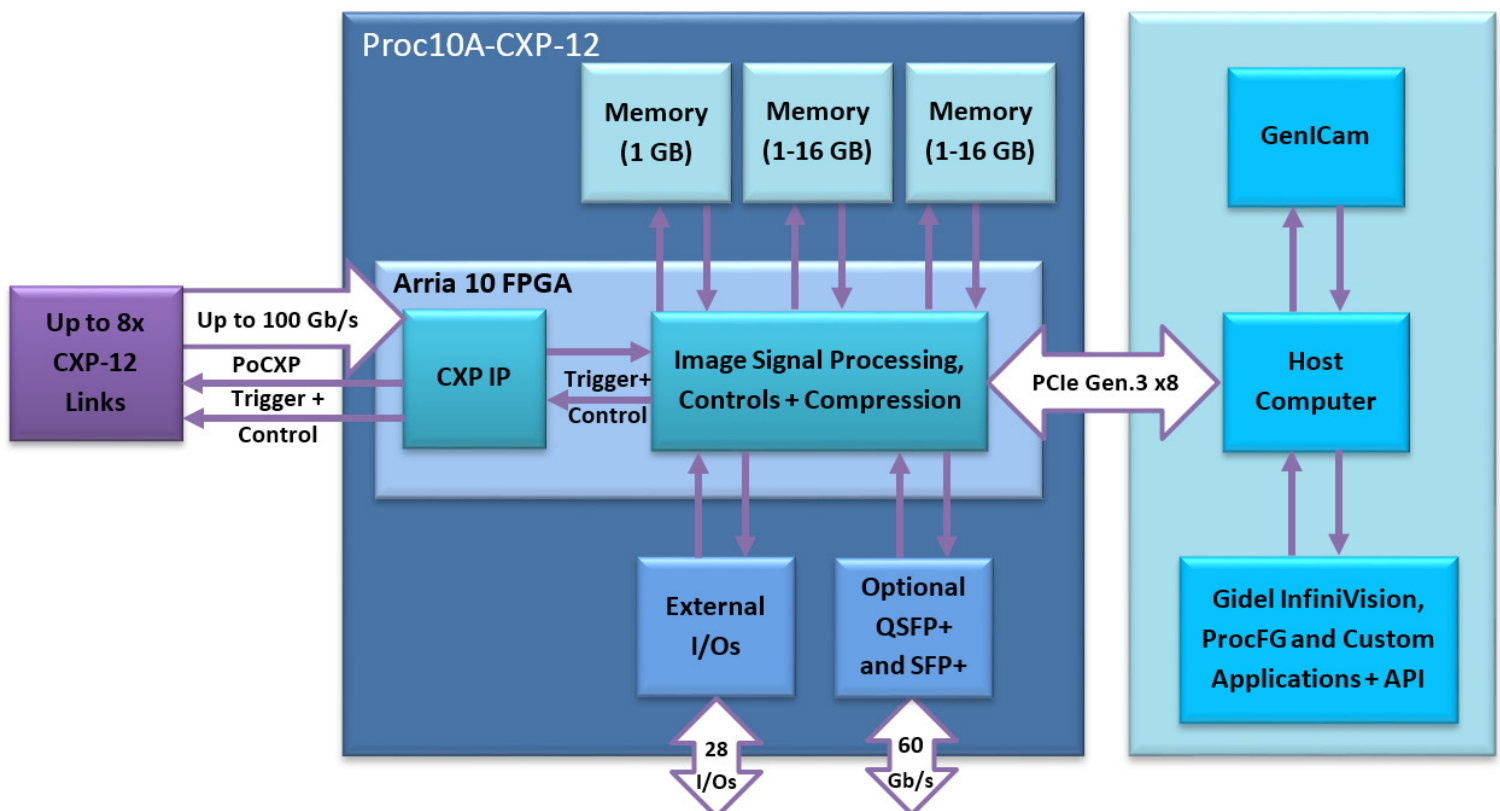 Proc10A-CXP-12
Memory
(1 GB)
Memory
(1-16 GB)
Memory
(1-16 GB)
GenICam
Arria 10 FPGA
Up to 8x
CXP-12
Links
Up to 100 Gb/s
PoCXP
Trigger +
Control
CXP IP
Trigger+
Control
Image Signal Processing,
Controls + Compression
PCIe Gen.3 x8
Host
Computer
External
I/Os
Optional
QSFP+
and SFP+
Gidel InfiniVision,
ProcFG and Custom
Applications + API
28
I/Os
60
Gb/s